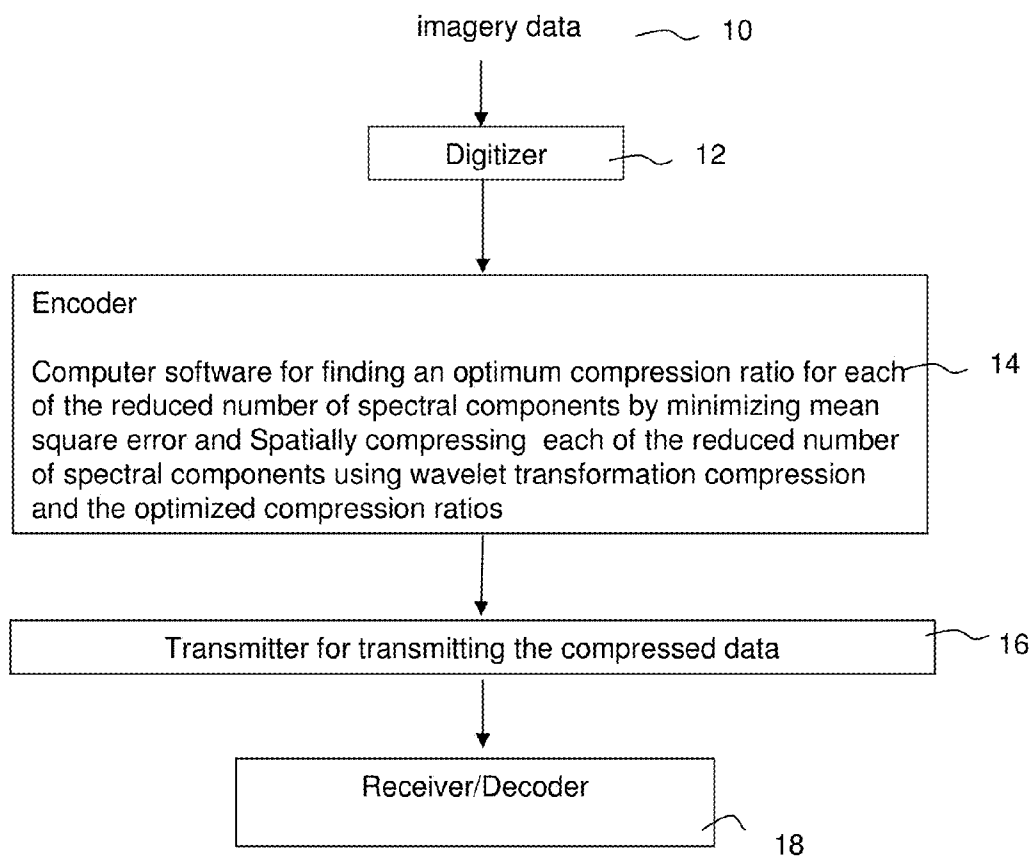 imagery data 10
Digitizer 12
Encoder
Computer software for finding an optimum compression ratio for each 14
of the reduced number of spectral components by minimizing mean
square error and Spatially compressing each of the reduced number
of spectral components using wavelet transformation compression
and the optimized compression ratios
Transmitter for transmitting the compressed data 16
Receiver/Decoder
18